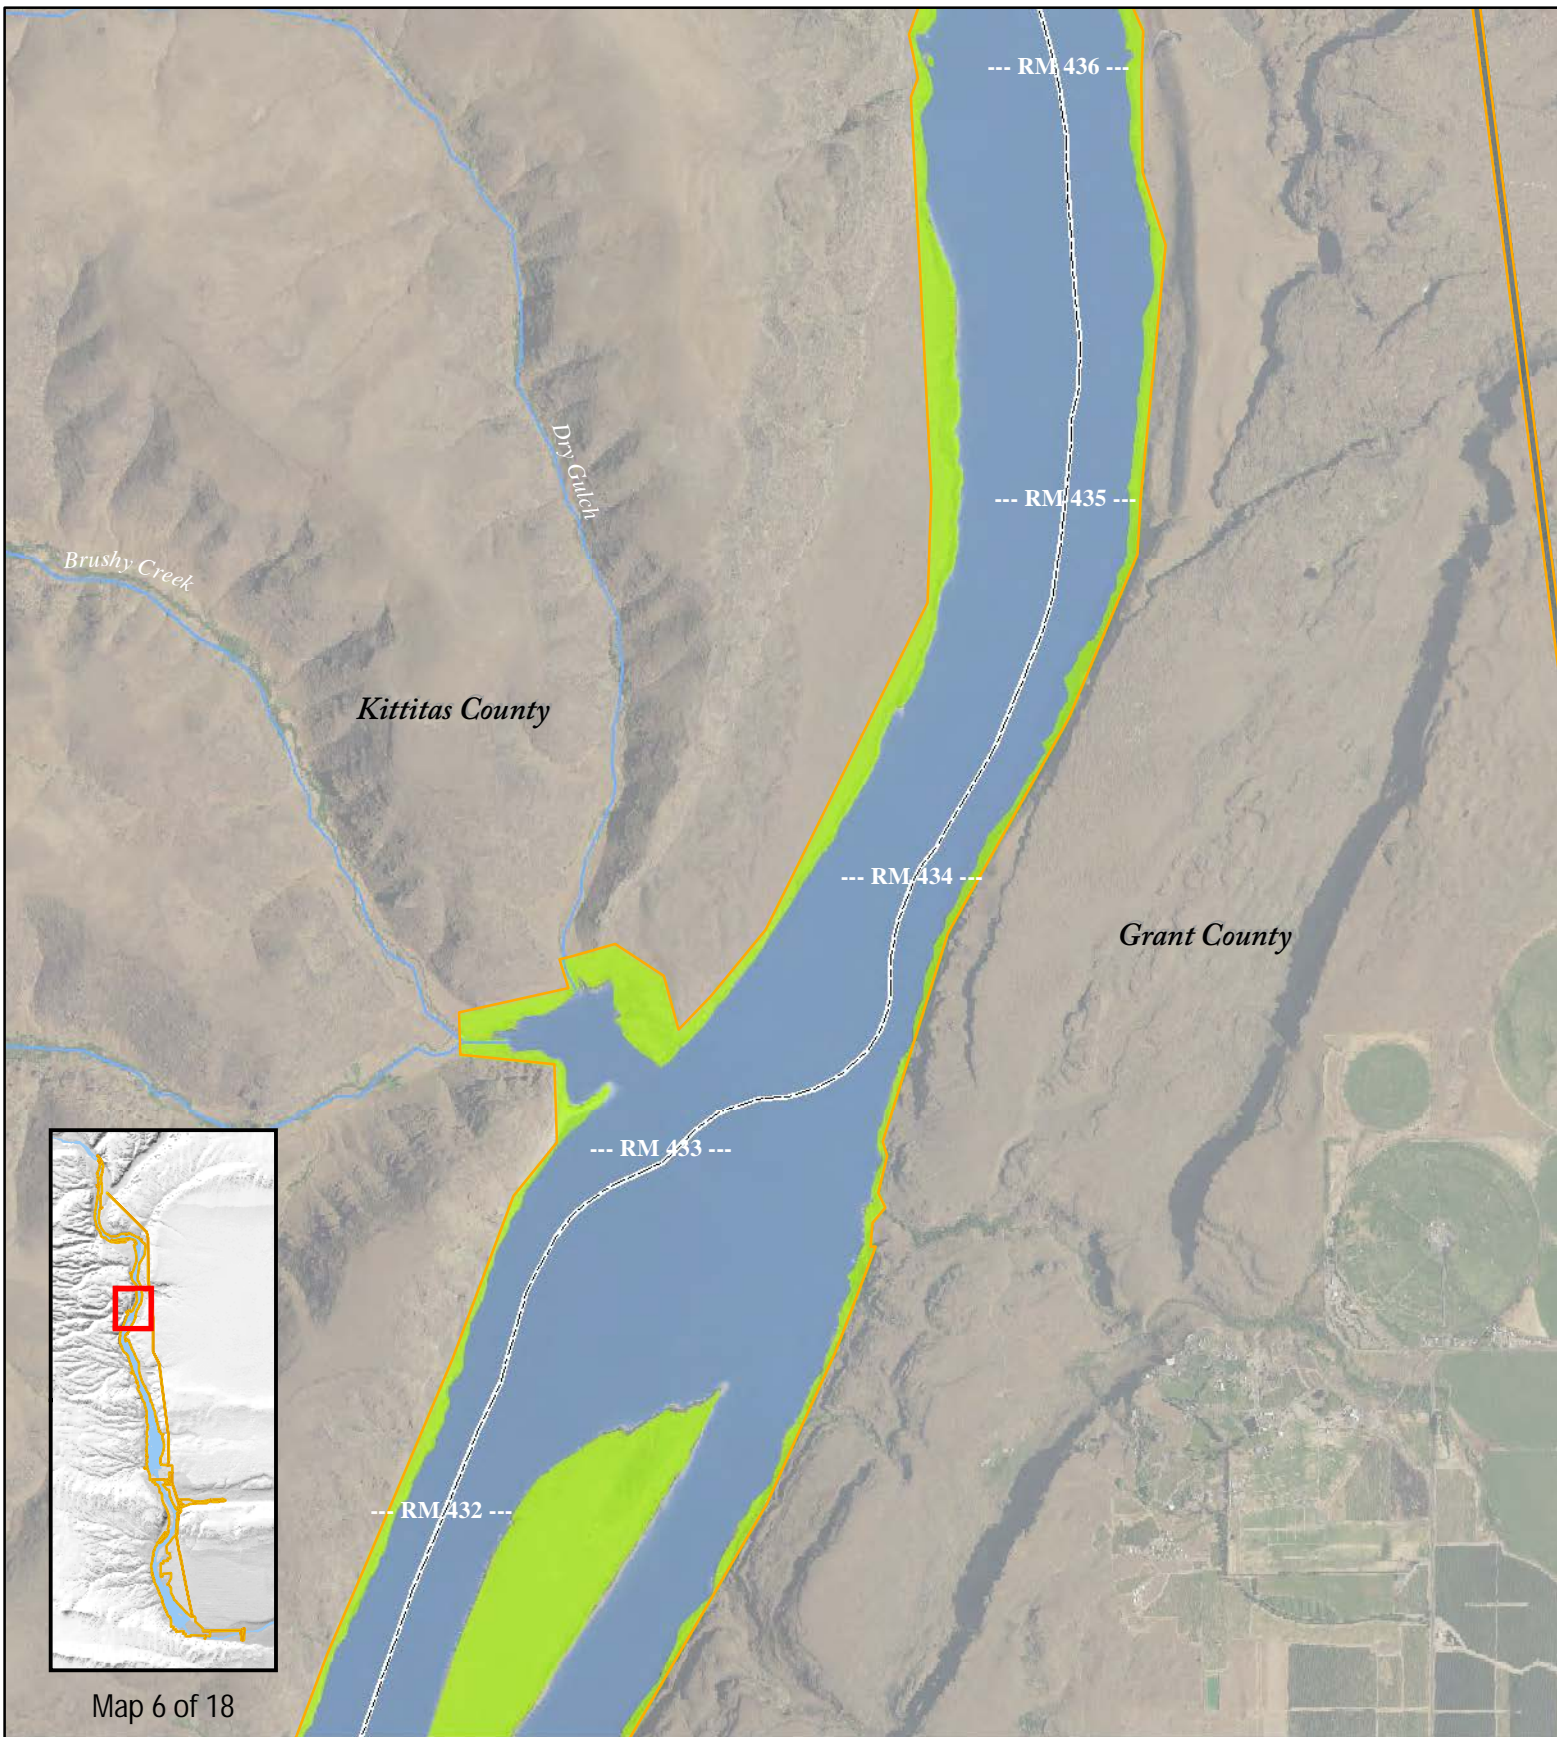 --- RM 436 ---
Dry Gulch
--- RM 435 ---
Brushy Creek
Kittitas County
--- RM 434 ---
Grant County
--- RM 433 ---
--- RM 432 ---
Map 6 of 18